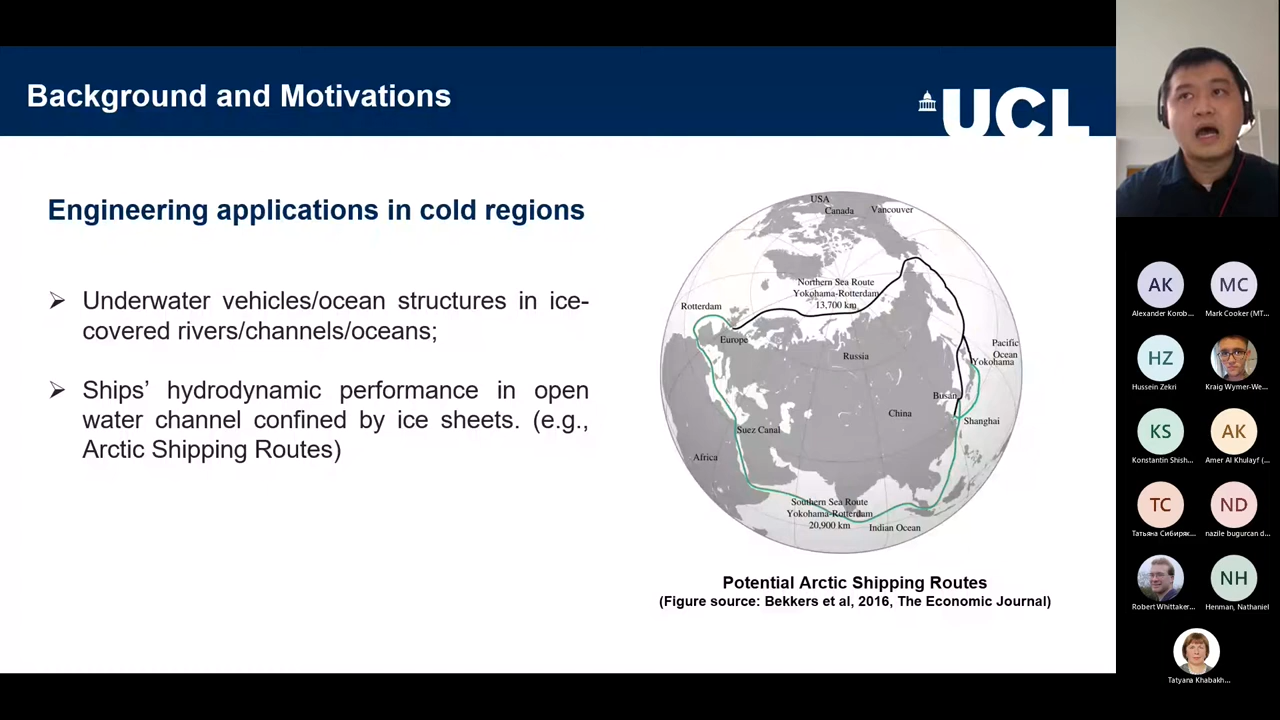 Background and Motivations
UCL
Engineering applications in cold regions
➢ Underwater vehicles/ocean structures in ice-
covered rivers/channels/oceans;
➢ Ships’ hydrodynamic performance in open
water channel confined by ice sheets. (e.g.,
Arctic Shipping Routes)
USA
Canada
Vancouver
Northern Sea Route
Yokohama-Rotterdam
13,700 km
Rotterdam
Europe
Russia
Pacific
Ocean
Yokohama
Busan
China
Shanghai
Suez Canal
Africa
Southern Sea Route
Yokohama-Rotterdam
20,900 km
Indian Ocean
Potential Arctic Shipping Routes
(Figure source: Bekkers et al, 2016, The Economic Journal)
AK
Alexander Korob...
MC
Mark Cooker (MT...
HZ
Hussein Zekri
Kraig Wymer-We...
KS
Konstantin Shish...
AK
Amer Al Khulayf (...
TC
Татьяна Сибиряк...
ND
nazile bugurcan d...
Robert Whittaker...
NH
Henman, Nathaniel
Tatyana Khabakh...